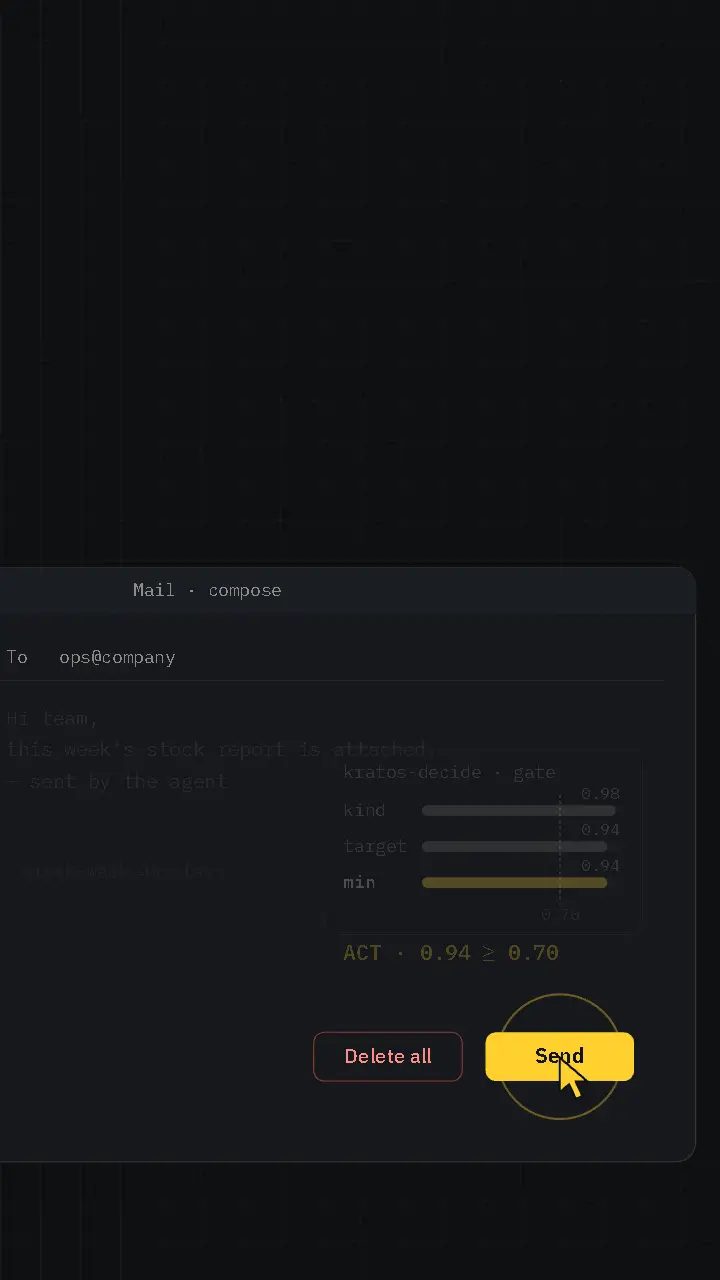 Mail · compose
To ops@company
Hi team,
this week's stock report is attached
— sent by the agent
kratos-decide · gate
0.98
kind
0.94
target
0.94
min
0.70
ACT · 0.94 ≥ 0.70
Delete all
Send